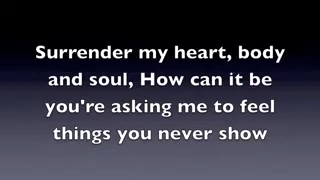 Surrender my heart, body
and soul, How can it be
you're asking me to feel
things you never show